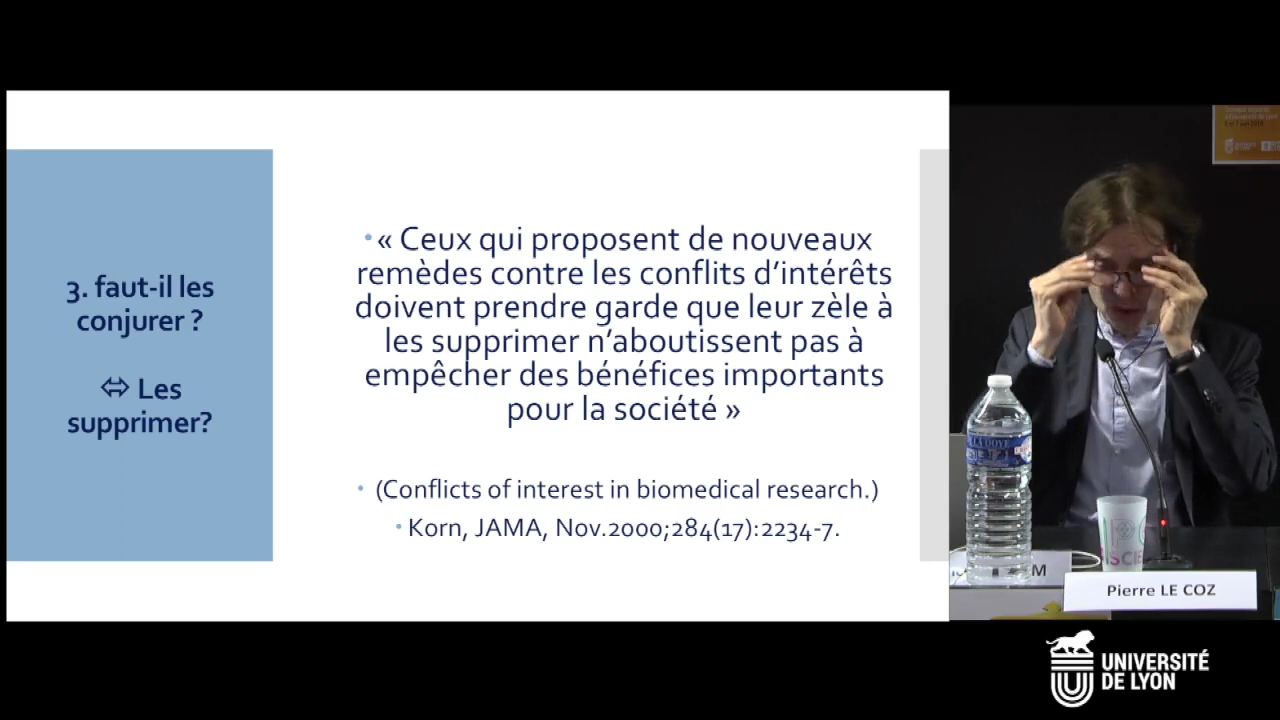 3. faut-il les
conjurer ?
⇔ Les
supprimer?
• « Ceux qui proposent de nouveaux
remèdes contre les conflits d’intérêts
doivent prendre garde que leur zèle à
les supprimer n’aboutissent pas à
empêcher des bénéfices importants
pour la société »
• (Conflicts of interest in biomedical research.)
• Korn, JAMA, Nov.2000;284(17):2234-7.
Pierre LE COZ
UNIVERSITÉ
DE LYON